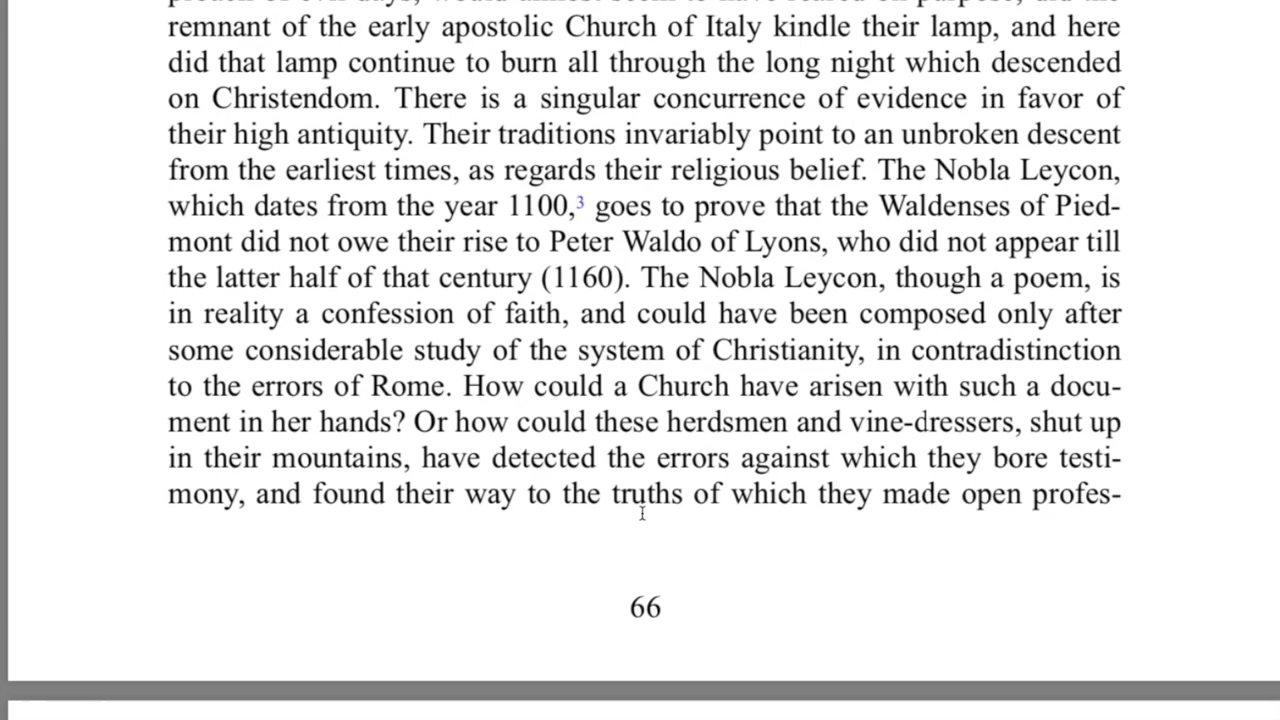 remnant of the early apostolic Church of Italy kindle their lamp, and here
did that lamp continue to burn all through the long night which descended
on Christendom. There is a singular concurrence of evidence in favor of
their high antiquity. Their traditions invariably point to an unbroken descent
from the earliest times, as regards their religious belief. The Nobla Leycon,
which dates from the year 1100,3 goes to prove that the Waldenses of Pied-
mont did not owe their rise to Peter Waldo of Lyons, who did not appear till
the latter half of that century (1160). The Nobla Leycon, though a poem, is
in reality a confession of faith, and could have been composed only after
some considerable study of the system of Christianity, in contradistinction
to the errors of Rome. How could a Church have arisen with such a docu-
ment in her hands? Or how could these herdsmen and vine-dressers, shut up
in their mountains, have detected the errors against which they bore testi-
mony, and found their way to the truths of which they made open profes-
66